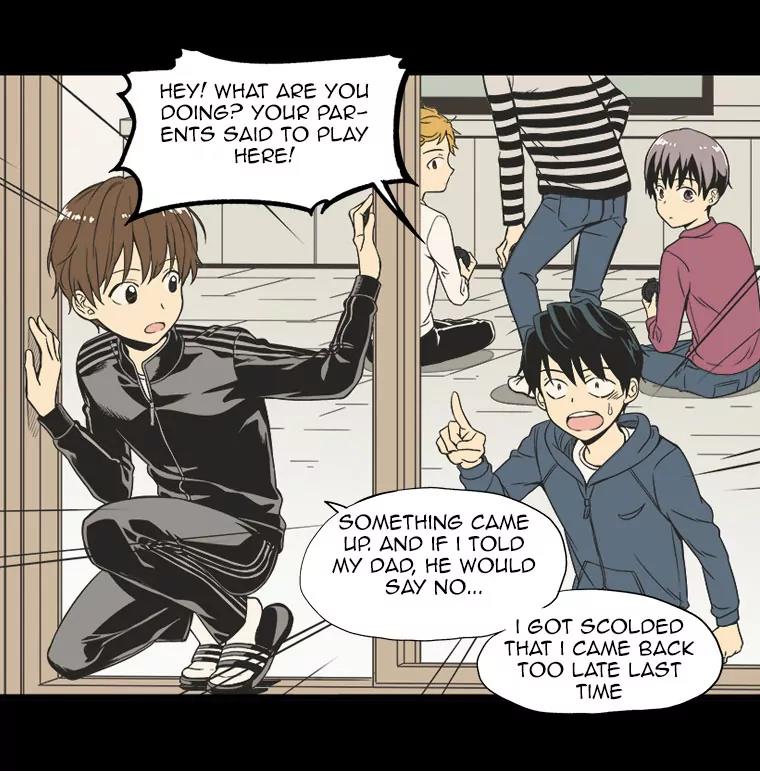 HEY! WHAT ARE YOU
DOING? YOUR PAR-
ENTS SAID TO PLAY
HERE!
SOMETHING CAME
UP. AND IF I TOLD
MY DAD, HE WOULD
SAY NO...
I GOT SCOLDED
THAT I CAME BACK
TOO LATE LAST
TIME